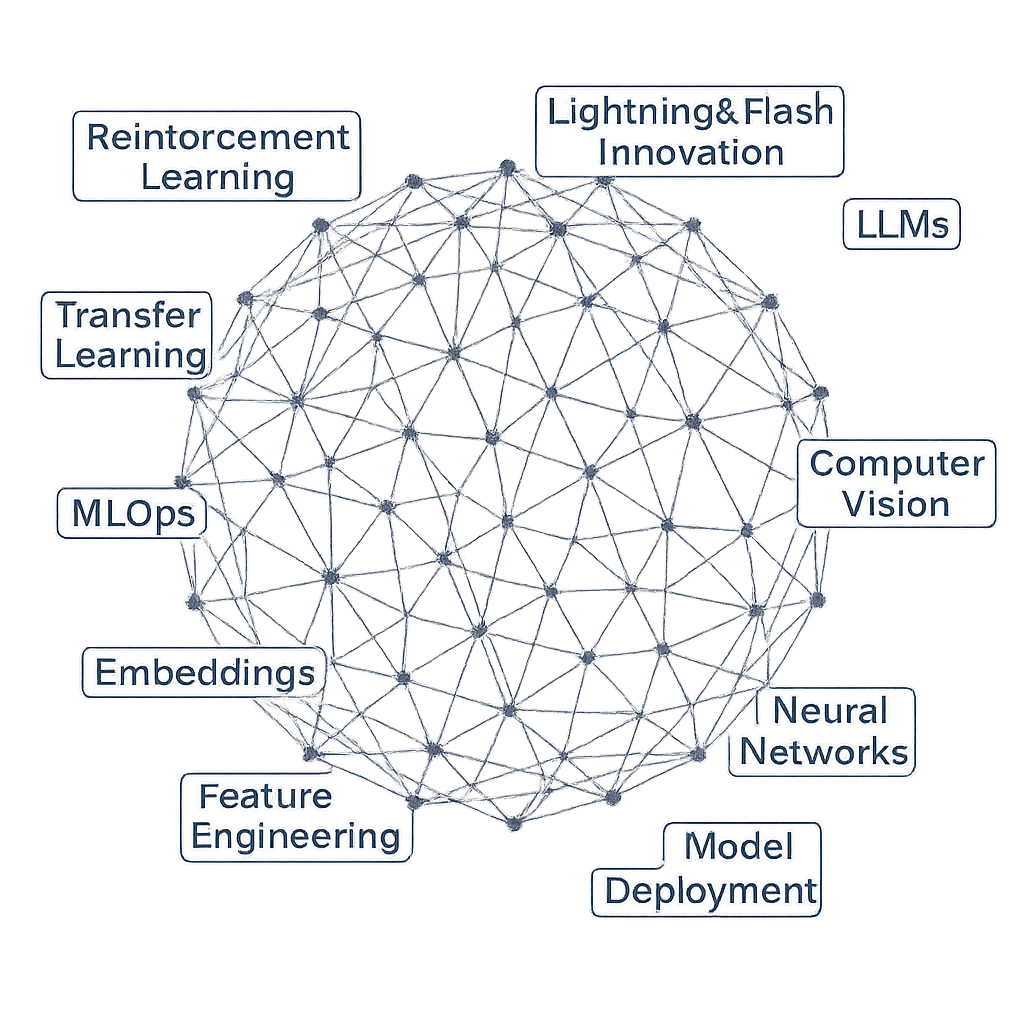 Lightning&Flash
Innovation
Reintorcement
Learning
LLMs
Transfer
Learning
Computer
Vision
MLOps
Embeddings
Neural
Networks
Feature
Engineering
Model
Deployment